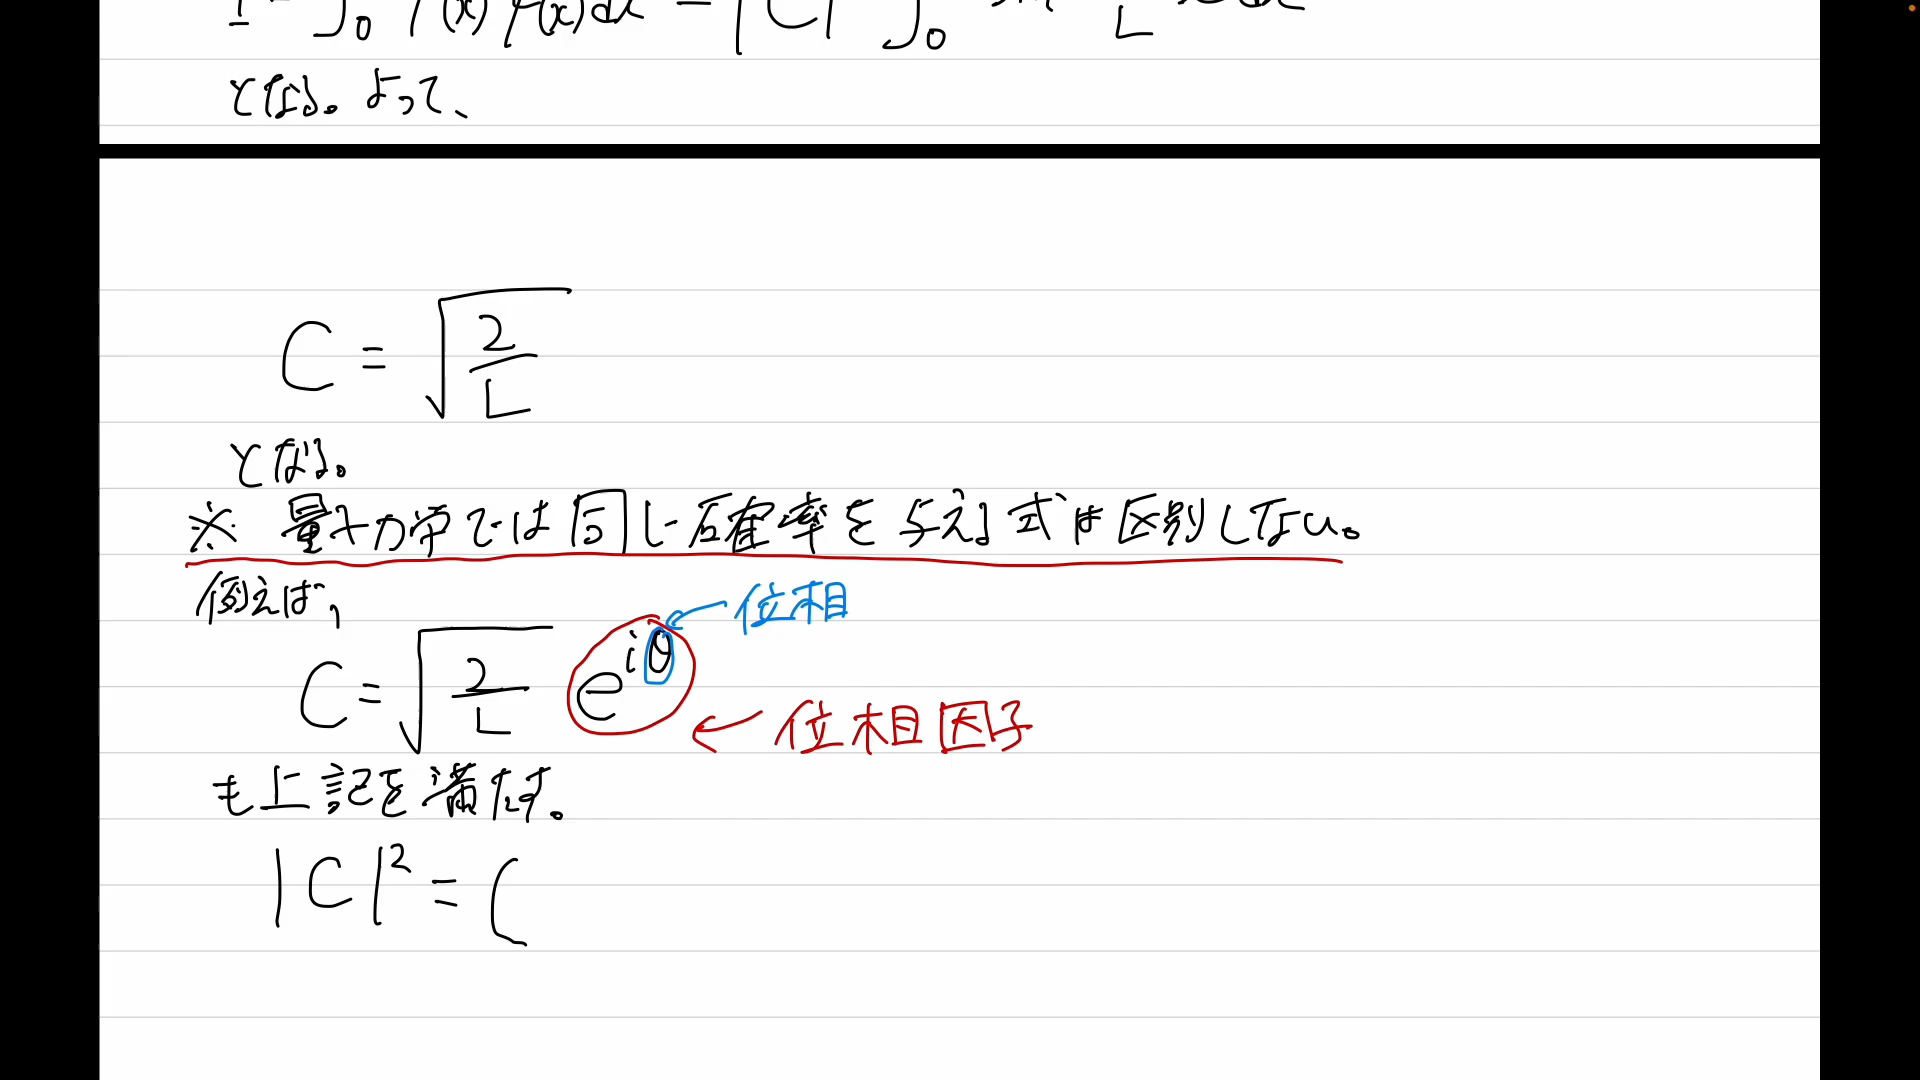 となる。よって、
C = √(2/L)
となる。
※ 量子力学では同じ確率を与える式は区別しない。
例えば、
C = √(2/L) e^{iθ} ← 位相
← 位相因子
も上記を満たす。
|C|² = (